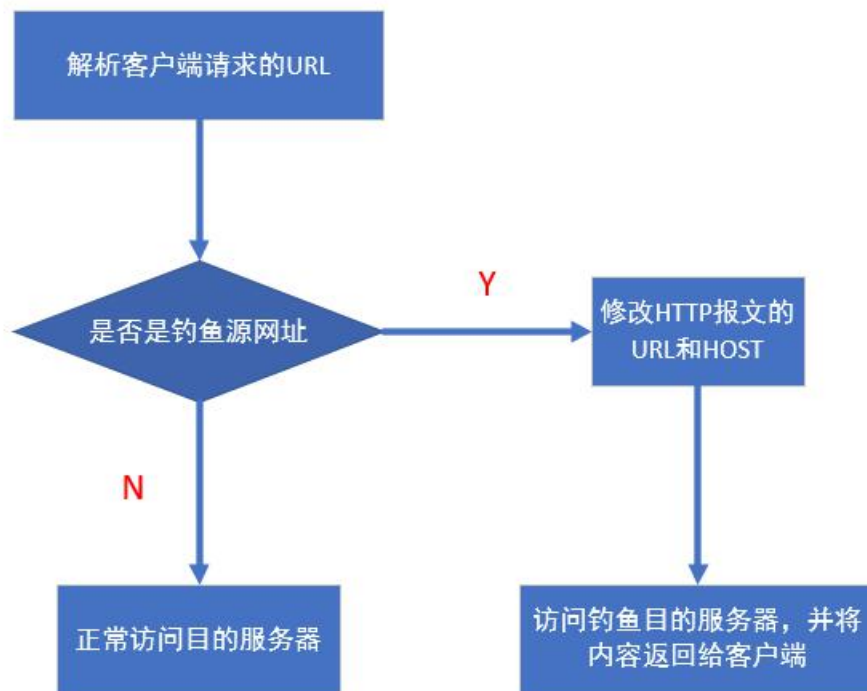 解析客户端请求的URL
是否是钓鱼源网址
Y
修改HTTP报文的
URL和HOST
N
正常访问目的服务器
访问钓鱼目的服务器，并将
内容返回给客户端